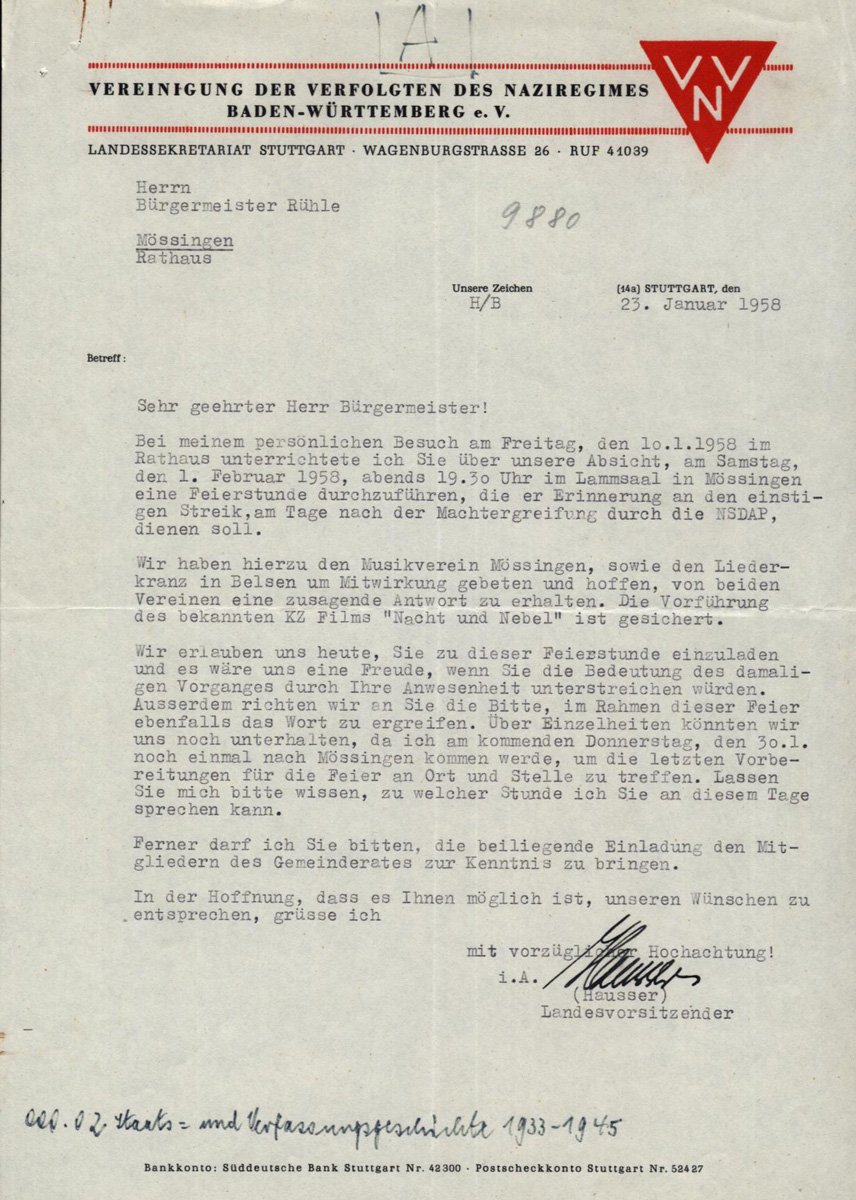 A
VEREINIGUNG DER VERFOLGTEN DES NAZIREGIMES
BADEN-WÜRTTEMBERG e. V.
VVN
LANDESSEKRETARIAT STUTTGART · WAGENBURGSTRASSE 26 · RUF 41039
Herrn
Bürgermeister Rühle
9880
Mössingen
Rathaus
Unsere Zeichen
H/B
(14a) STUTTGART, den
23. Januar 1958
Betreff:
Sehr geehrter Herr Bürgermeister!
Bei meinem persönlichen Besuch am Freitag, den 1o.1.1958 im
Rathaus unterrichtete ich Sie über unsere Absicht, am Samstag,
den 1. Februar 1958, abends 19.3o Uhr im Lammsaal in Mössingen
eine Feierstunde durchzuführen, die er Erinnerung an den einsti-
gen Streik,am Tage nach der Machtergreifung durch die NSDAP,
dienen soll.
Wir haben hierzu den Musikverein Mössingen, sowie den Lieder-
kranz in Belsen um Mitwirkung gebeten und hoffen, von beiden
Vereinen eine zusagende Antwort zu erhalten. Die Vorführung
des bekannten KZ Films "Nacht und Nebel" ist gesichert.
Wir erlauben uns heute, Sie zu dieser Feierstunde einzuladen
und es wäre uns eine Freude, wenn Sie die Bedeutung des damali-
gen Vorganges durch Ihre Anwesenheit unterstreichen würden.
Ausserdem richten wir an Sie die Bitte, im Rahmen dieser Feier
ebenfalls das Wort zu ergreifen. Über Einzelheiten könnten wir
uns noch unterhalten, da ich am kommenden Donnerstag, den 3o.1.
noch einmal nach Mössingen kommen werde, um die letzten Vorbe-
reitungen für die Feier an Ort und Stelle zu treffen. Lassen
Sie mich bitte wissen, zu welcher Stunde ich Sie an diesem Tage
sprechen kann.
Ferner darf ich Sie bitten, die beiliegende Einladung den Mit-
gliedern des Gemeinderates zur Kenntnis zu bringen.
In der Hoffnung, dass es Ihnen möglich ist, unseren Wünschen zu
entsprechen, grüsse ich
mit vorzüglicher Hochachtung!
i.A. Hausser
(Hausser)
Landesvorsitzender
02. Staats= und Verfassungsgeschichte 1933-1945
Bankkonto: Süddeutsche Bank Stuttgart Nr. 42300 · Postscheckkonto Stuttgart Nr. 52427